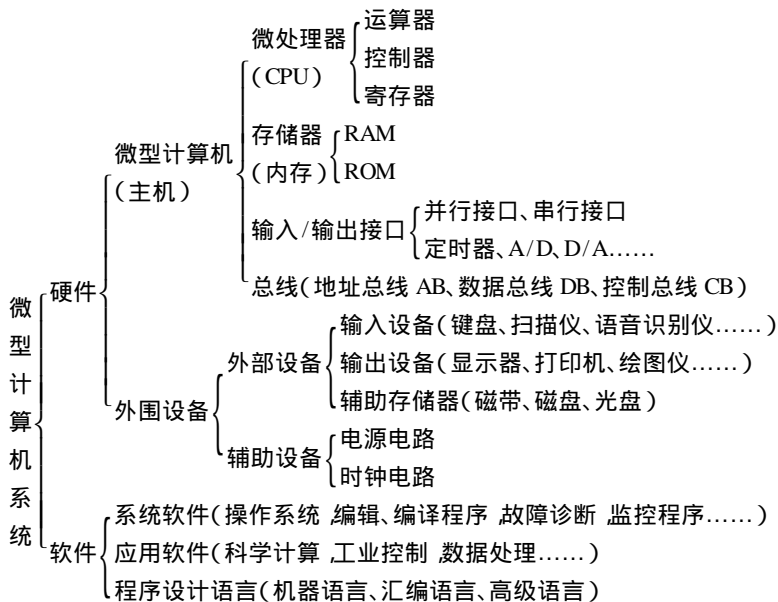 运算器
微处理器
控制器
(CPU)
寄存器
存储器
RAM
微型计算机
(内存)
ROM
(主机)
并行接口、串行接口
输入/输出接口
定时器、A/D、D/A……
总线(地址总线 AB、数据总线 DB、控制总线 CB)
硬件
输入设备(键盘、扫描仪、语音识别仪……)
外部设备
输出设备(显示器、打印机、绘图仪……)
辅助存储器(磁带、磁盘、光盘)
外围设备
电源电路
辅助设备
时钟电路
微型计算机系统
系统软件(操作系统,编辑、编译程序,故障诊断,监控程序……)
软件
应用软件(科学计算,工业控制,数据处理……)
程序设计语言(机器语言、汇编语言、高级语言)